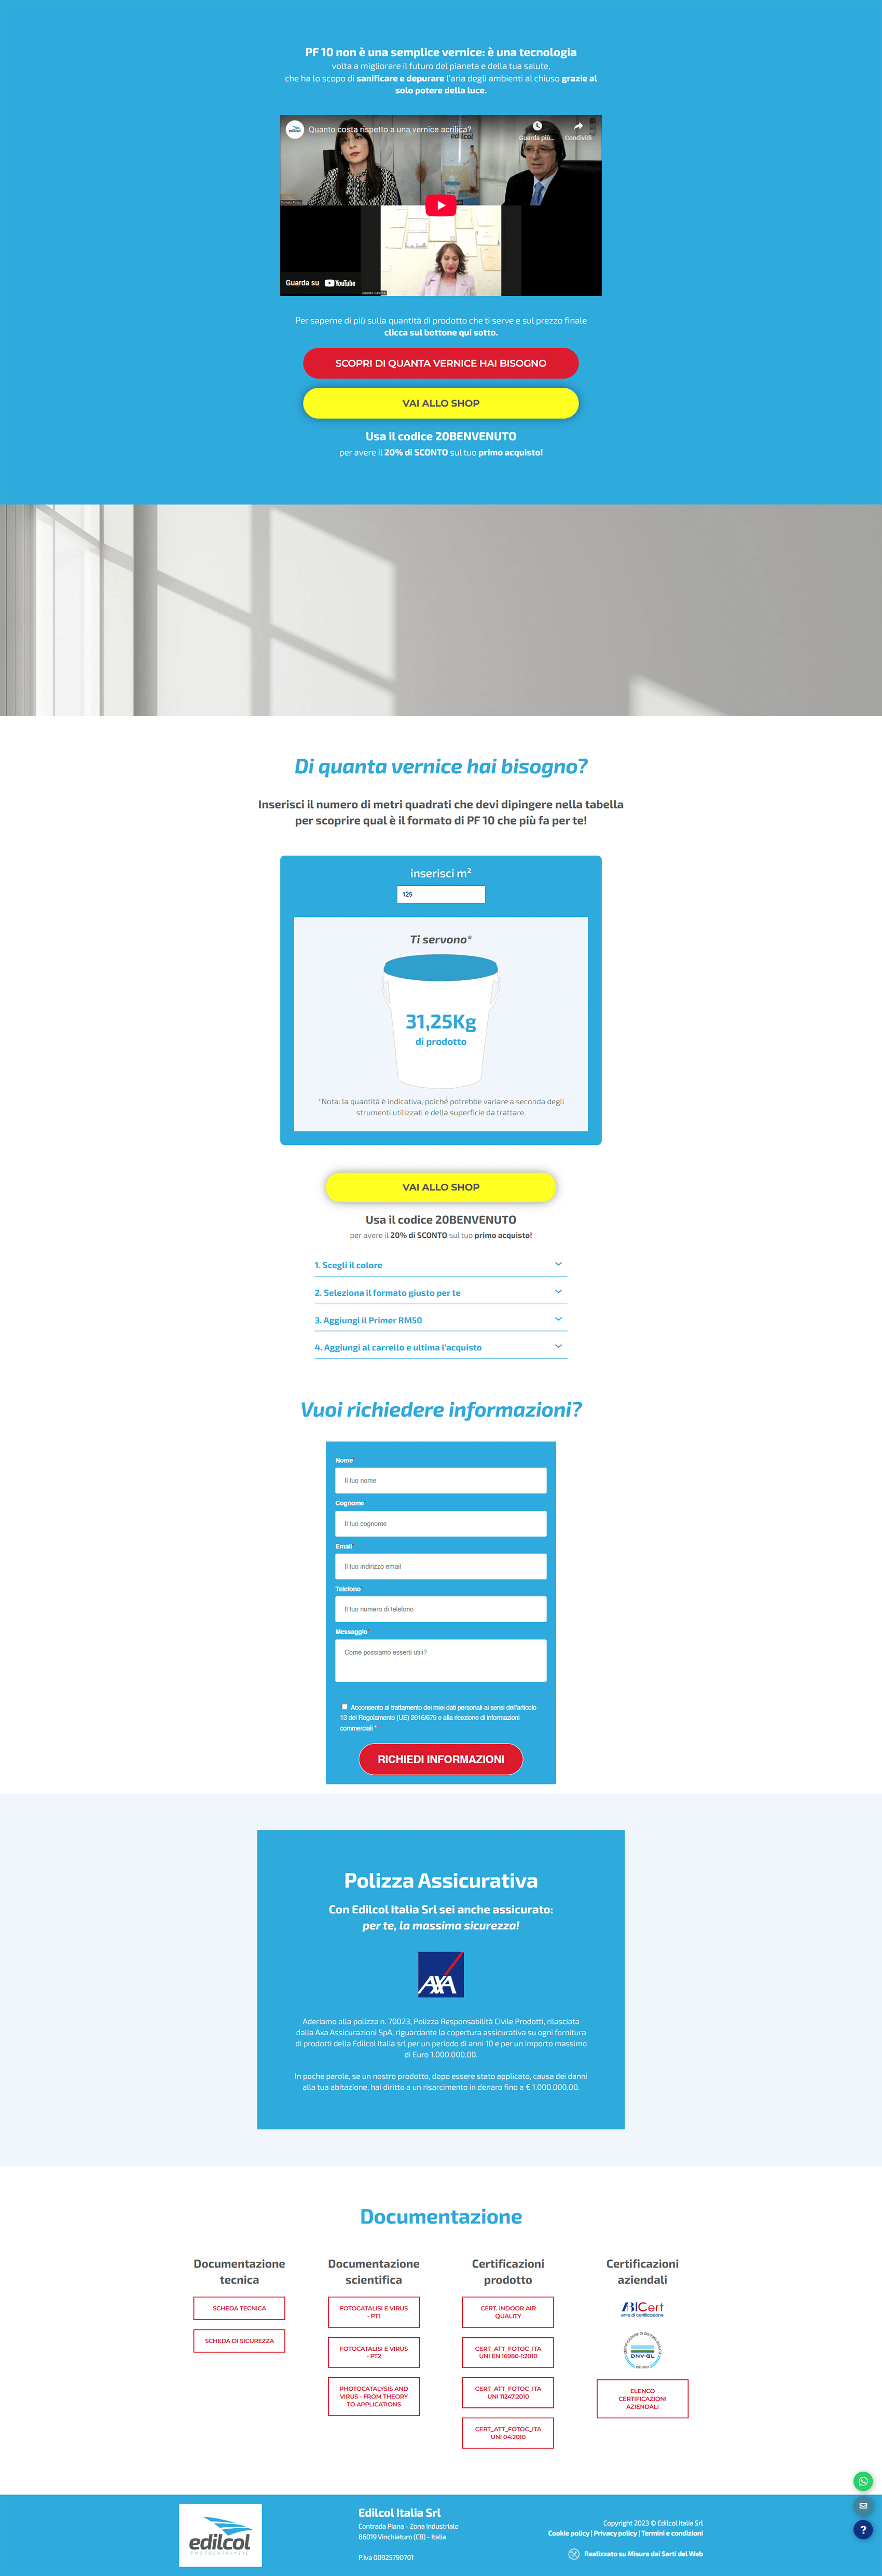 PF 10 non è una semplice vernice: è una tecnologia
volta a migliorare il futuro del pianeta e della tua salute,
che ha lo scopo di sanificare e depurare l'aria degli ambienti al chiuso grazie al
solo potere della luce.
Quanto costa rispetto a una vernice acrilica?
Guarda più...
Condividi
edilcol
Guarda su YouTube
Per saperne di più sulla quantità di prodotto che ti serve e sul prezzo finale
clicca sul bottone qui sotto.
SCOPRI DI QUANTA VERNICE HAI BISOGNO
VAI ALLO SHOP
Usa il codice 20BENVENUTO
per avere il 20% di SCONTO sul tuo primo acquisto!
Di quanta vernice hai bisogno?
Inserisci il numero di metri quadrati che devi dipingere nella tabella
per scoprire qual è il formato di PF 10 che più fa per te!
inserisci m²
125
Ti servono*
31,25Kg
di prodotto
*Nota: la quantità è indicativa, poiché potrebbe variare a seconda degli
strumenti utilizzati e della superficie da trattare.
VAI ALLO SHOP
Usa il codice 20BENVENUTO
per avere il 20% di SCONTO sul tuo primo acquisto!
1. Scegli il colore
2. Seleziona il formato giusto per te
3. Aggiungi il Primer RM50
4. Aggiungi al carrello e ultima l'acquisto
Vuoi richiedere informazioni?
Nome
Il tuo nome
Cognome
Il tuo cognome
Email
Il tuo indirizzo email
Telefono
Il tuo numero di telefono
Messaggio
Come possiamo esserti utili?
Acconsento al trattamento dei miei dati personali ai sensi dell'articolo
13 del Regolamento (UE) 2016/679 e alla ricezione di informazioni
commerciali *
RICHIEDI INFORMAZIONI
Polizza Assicurativa
Con Edilcol Italia Srl sei anche assicurato:
per te, la massima sicurezza!
AXA
Aderiamo alla polizza n. 70023, Polizza Responsabilità Civile Prodotti, rilasciata
dalla Axa Assicurazioni SpA, riguardante la copertura assicurativa su ogni fornitura
di prodotti della Edilcol Italia srl per un periodo di anni 10 e per un importo massimo
di Euro 1.000.000,00.
In poche parole, se un nostro prodotto, dopo essere stato applicato, causa dei danni
alla tua abitazione, hai diritto a un risarcimento in denaro fino a € 1.000.000,00.
Documentazione
Documentazione
tecnica
SCHEDA TECNICA
SCHEDA DI SICUREZZA
Documentazione
scientifica
FOTOCATALISI E VIRUS
- PT1
FOTOCATALISI E VIRUS
- PT2
PHOTOCATALYSIS AND
VIRUS - FROM THEORY
TO APPLICATIONS
Certificazioni
prodotto
CERT. INDOOR AIR
QUALITY
CERT_ATT_FOTOC_ITA
UNI EN 16980-1:2010
CERT_ATT_FOTOC_ITA
UNI 11247:2010
CERT_ATT_FOTOC_ITA
UNI 04:2010
Certificazioni
aziendali
ABICert
ente di certificazione
DNV·GL
ELENCO
CERTIFICAZIONI
AZIENDALI
edilcol
PHOTOCATALYTIC
Edilcol Italia Srl
Contrada Piana - Zona Industriale
86019 Vinchiaturo (CB) - Italia
P.Iva 00925790701
Copyright 2023 © Edilcol Italia Srl
Cookie policy | Privacy policy | Termini e condizioni
Realizzato su Misura dai Sarti del Web
?